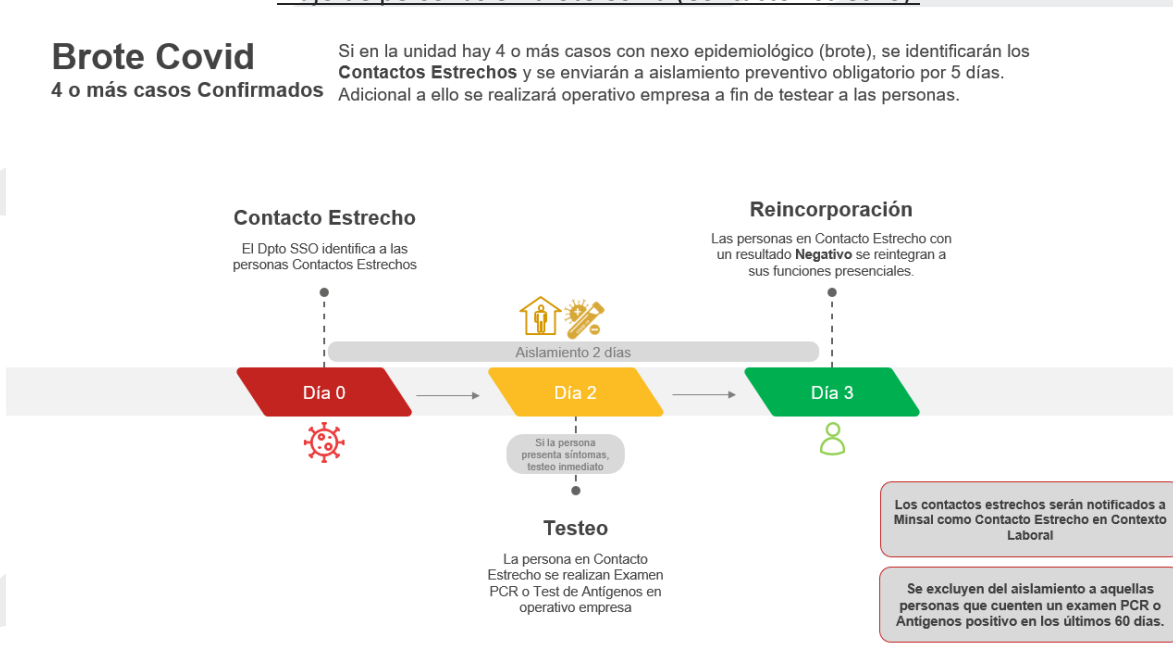 Brote Covid
4 o más casos Confirmados
Si en la unidad hay 4 o más casos con nexo epidemiológico (brote), se identificarán los
Contactos Estrechos y se enviarán a aislamiento preventivo obligatorio por 5 días.
Adicional a ello se realizará operativo empresa a fin de testear a las personas.
Contacto Estrecho
El Dpto SSO identifica a las
personas Contactos Estrechos
Reincorporación
Las personas en Contacto Estrecho con
un resultado Negativo se reintegran a
sus funciones presenciales.
Aislamiento 2 días
Día 0
Día 2
Día 3
Si la persona
presenta síntomas,
testeo inmediato
Testeo
La persona en Contacto
Estrecho se realizan Examen
PCR o Test de Antígenos en
operativo empresa
Los contactos estrechos serán notificados a
Minsal como Contacto Estrecho en Contexto
Laboral
Se excluyen del aislamiento a aquellas
personas que cuenten un examen PCR o
Antígenos positivo en los últimos 60 días.